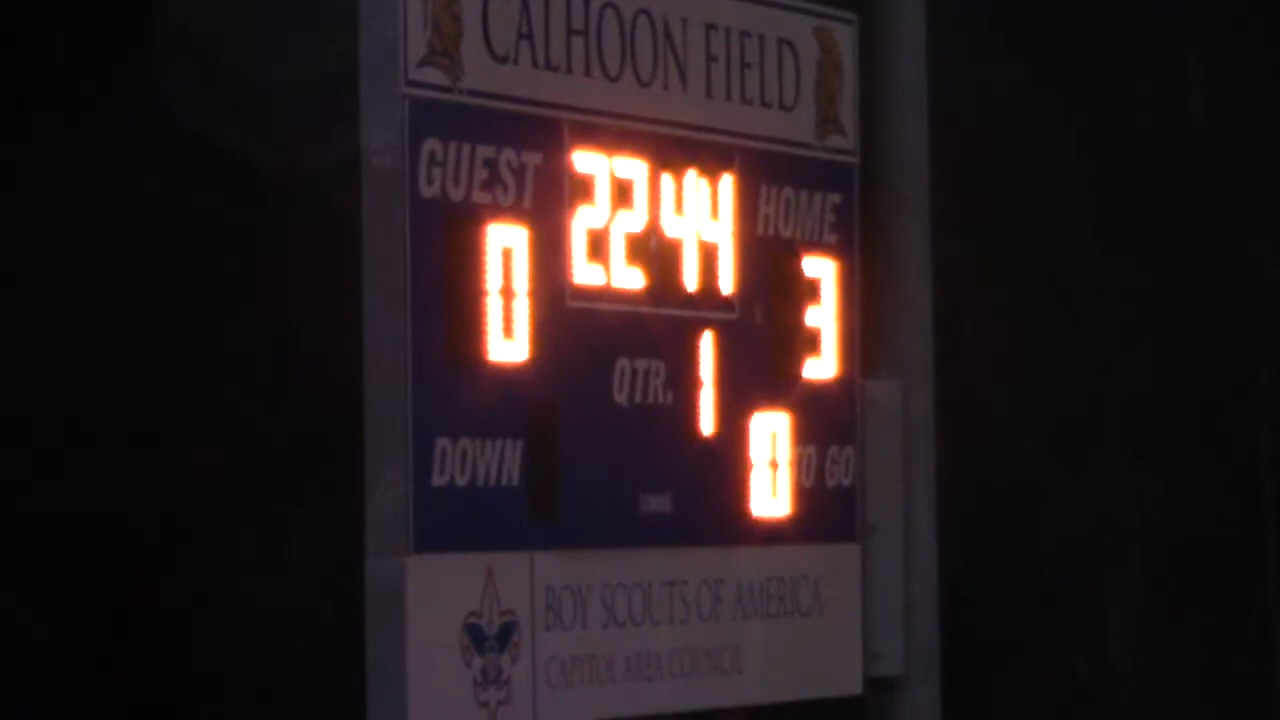 CALHOON FIELD
GUEST 22:44 HOME
0 3
QTR. 1
DOWN 0 TO GO
BOY SCOUTS OF AMERICA
CAPITOL AREA COUNCIL